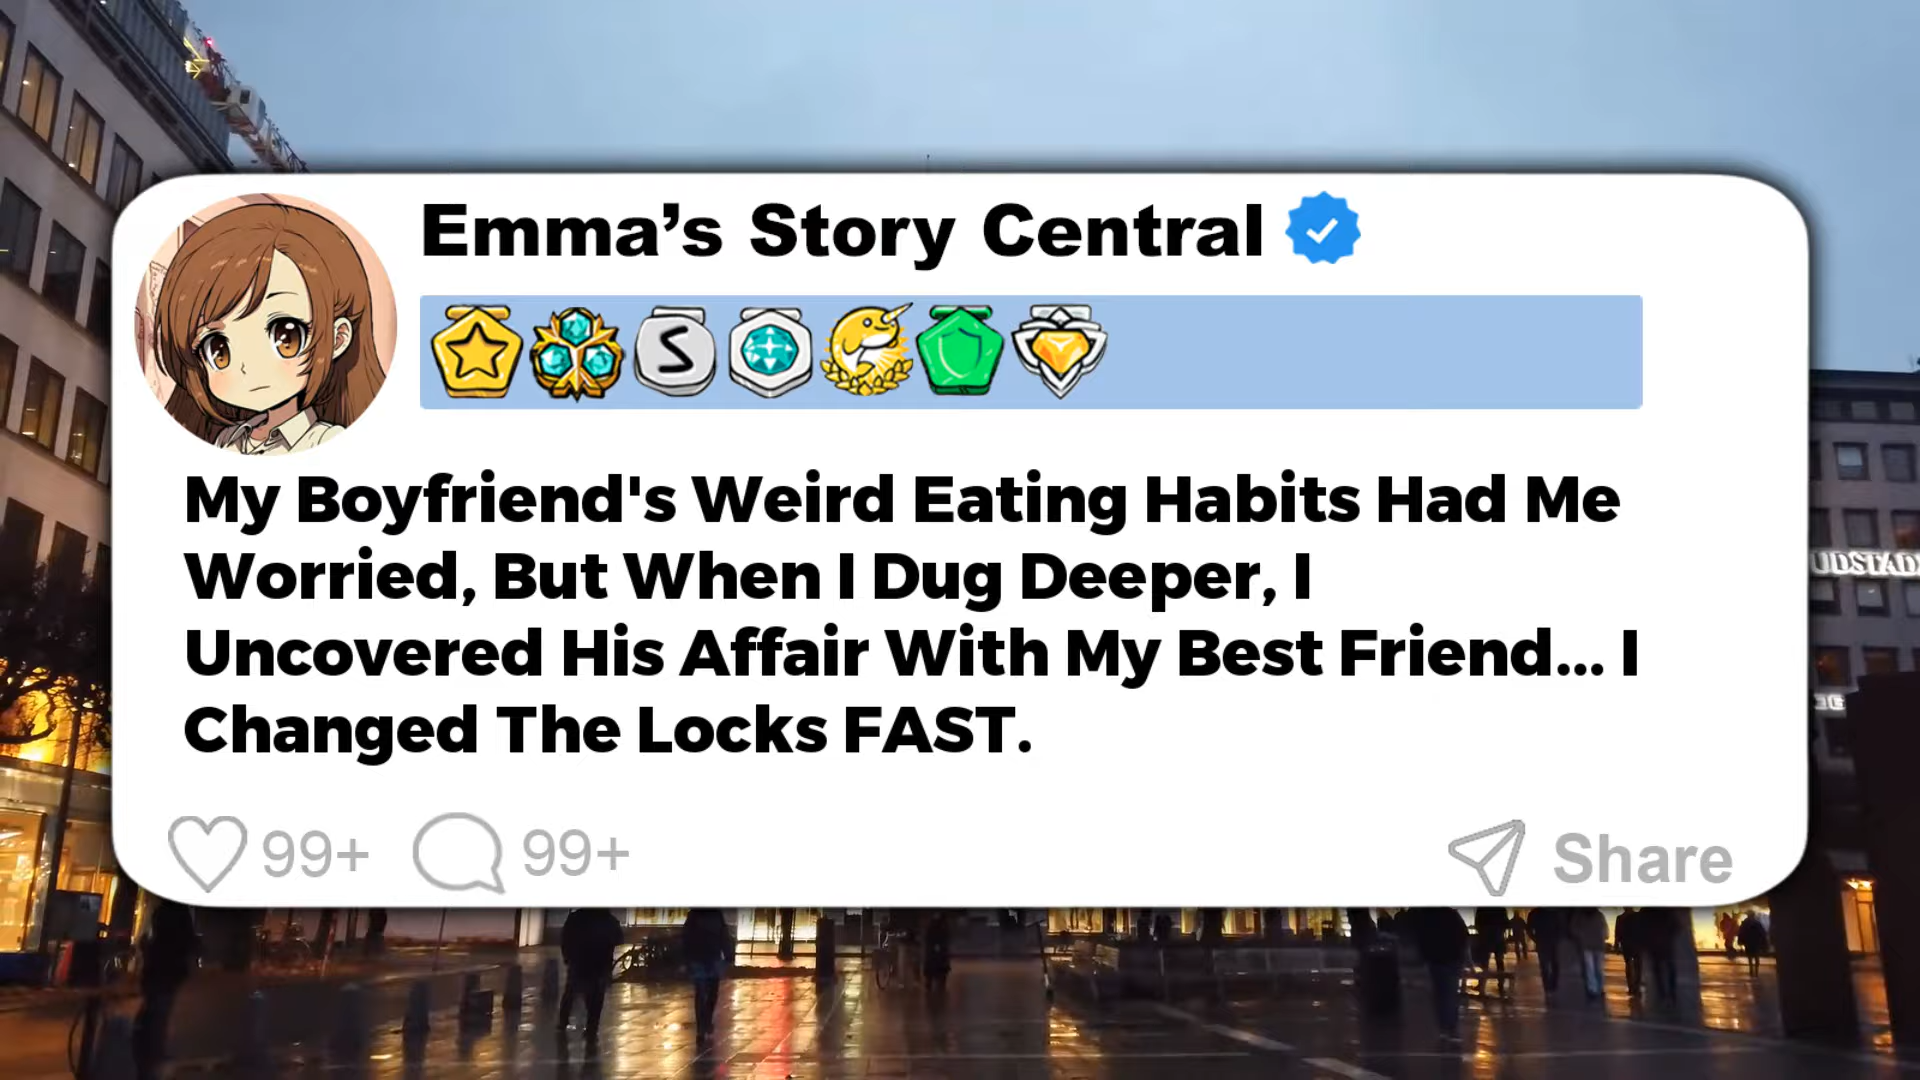 Emma’s Story Central
S
My Boyfriend's Weird Eating Habits Had Me
Worried, But When I Dug Deeper, I
Uncovered His Affair With My Best Friend... I
Changed The Locks FAST.
99+ 99+ Share